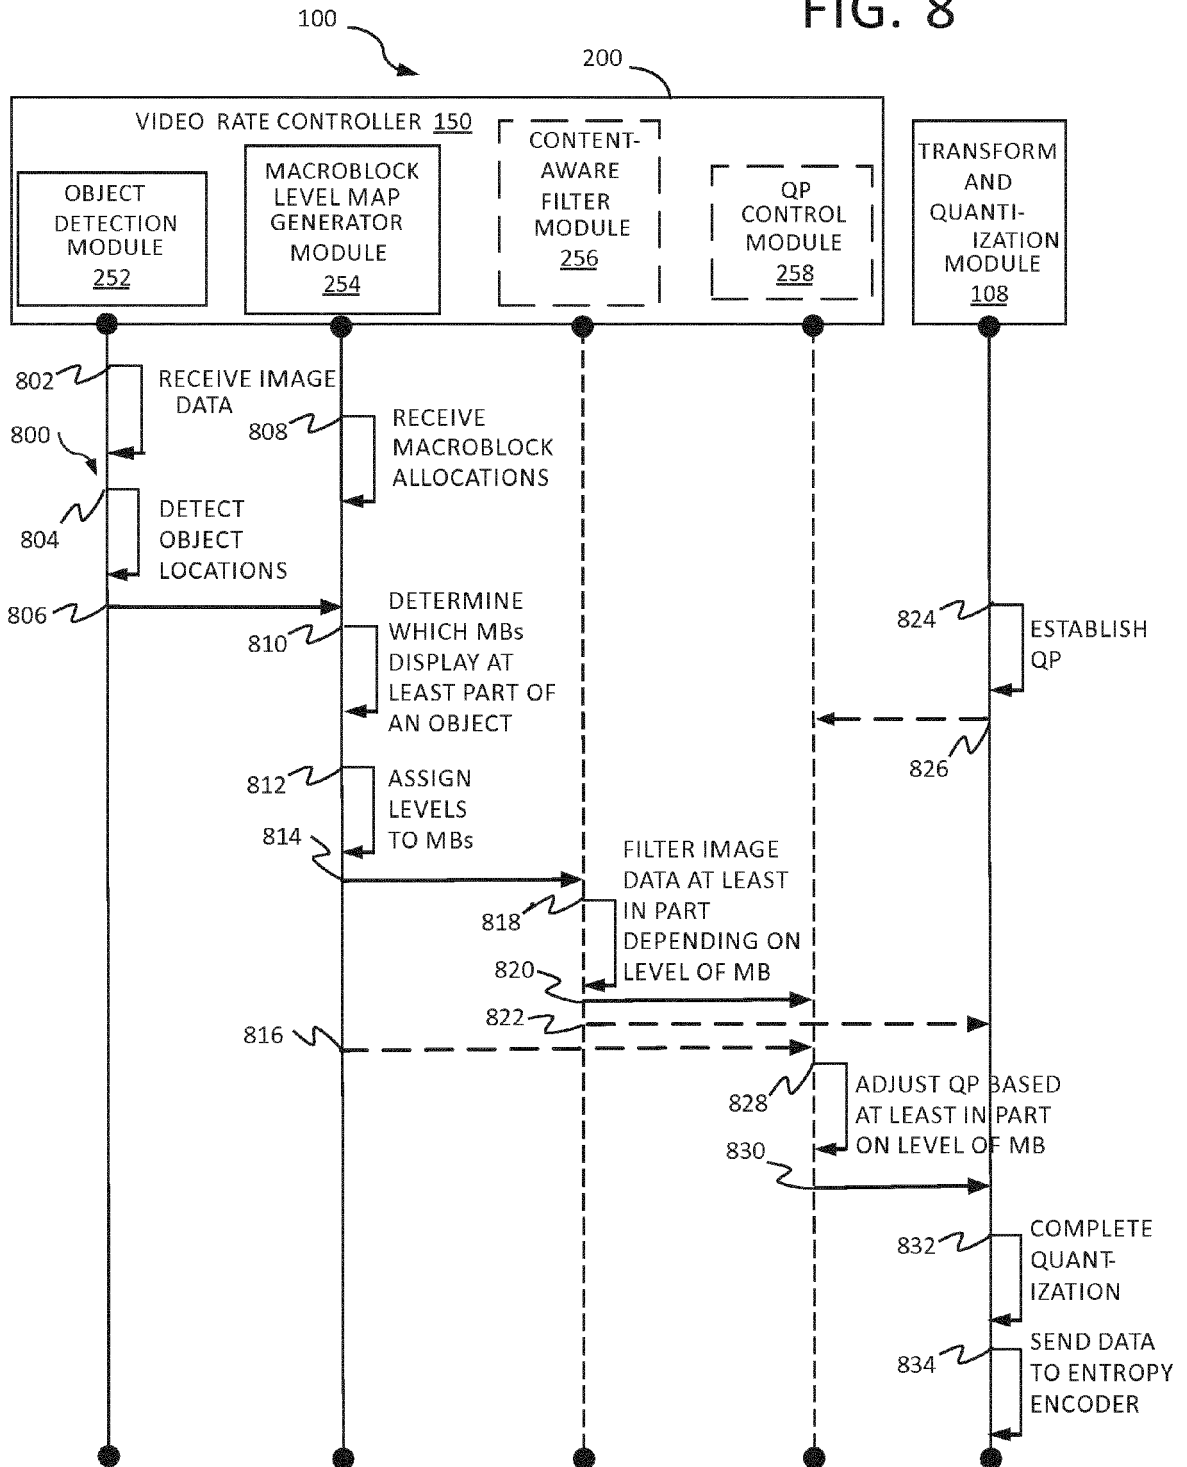 FIG. 8
100
200
VIDEO RATE CONTROLLER 150
OBJECT
DETECTION
MODULE
252
MACROBLOCK
LEVEL MAP
GENERATOR
MODULE
254
CONTENT-
AWARE
FILTER
MODULE
256
QP
CONTROL
MODULE
258
TRANSFORM
AND
QUANTI-
IZATION
MODULE
108
802
RECEIVE IMAGE
DATA
800
808
RECEIVE
MACROBLOCK
ALLOCATIONS
804
DETECT
OBJECT
LOCATIONS
806
810
DETERMINE
WHICH MBs
DISPLAY AT
LEAST PART OF
AN OBJECT
824
ESTABLISH
QP
826
812
ASSIGN
LEVELS
TO MBs
814
818
FILTER IMAGE
DATA AT LEAST
IN PART
DEPENDING ON
LEVEL OF MB
820
822
816
828
ADJUST QP BASED
AT LEAST IN PART
ON LEVEL OF MB
830
832
COMPLETE
QUANT-
IZATION
834
SEND DATA
TO ENTROPY
ENCODER